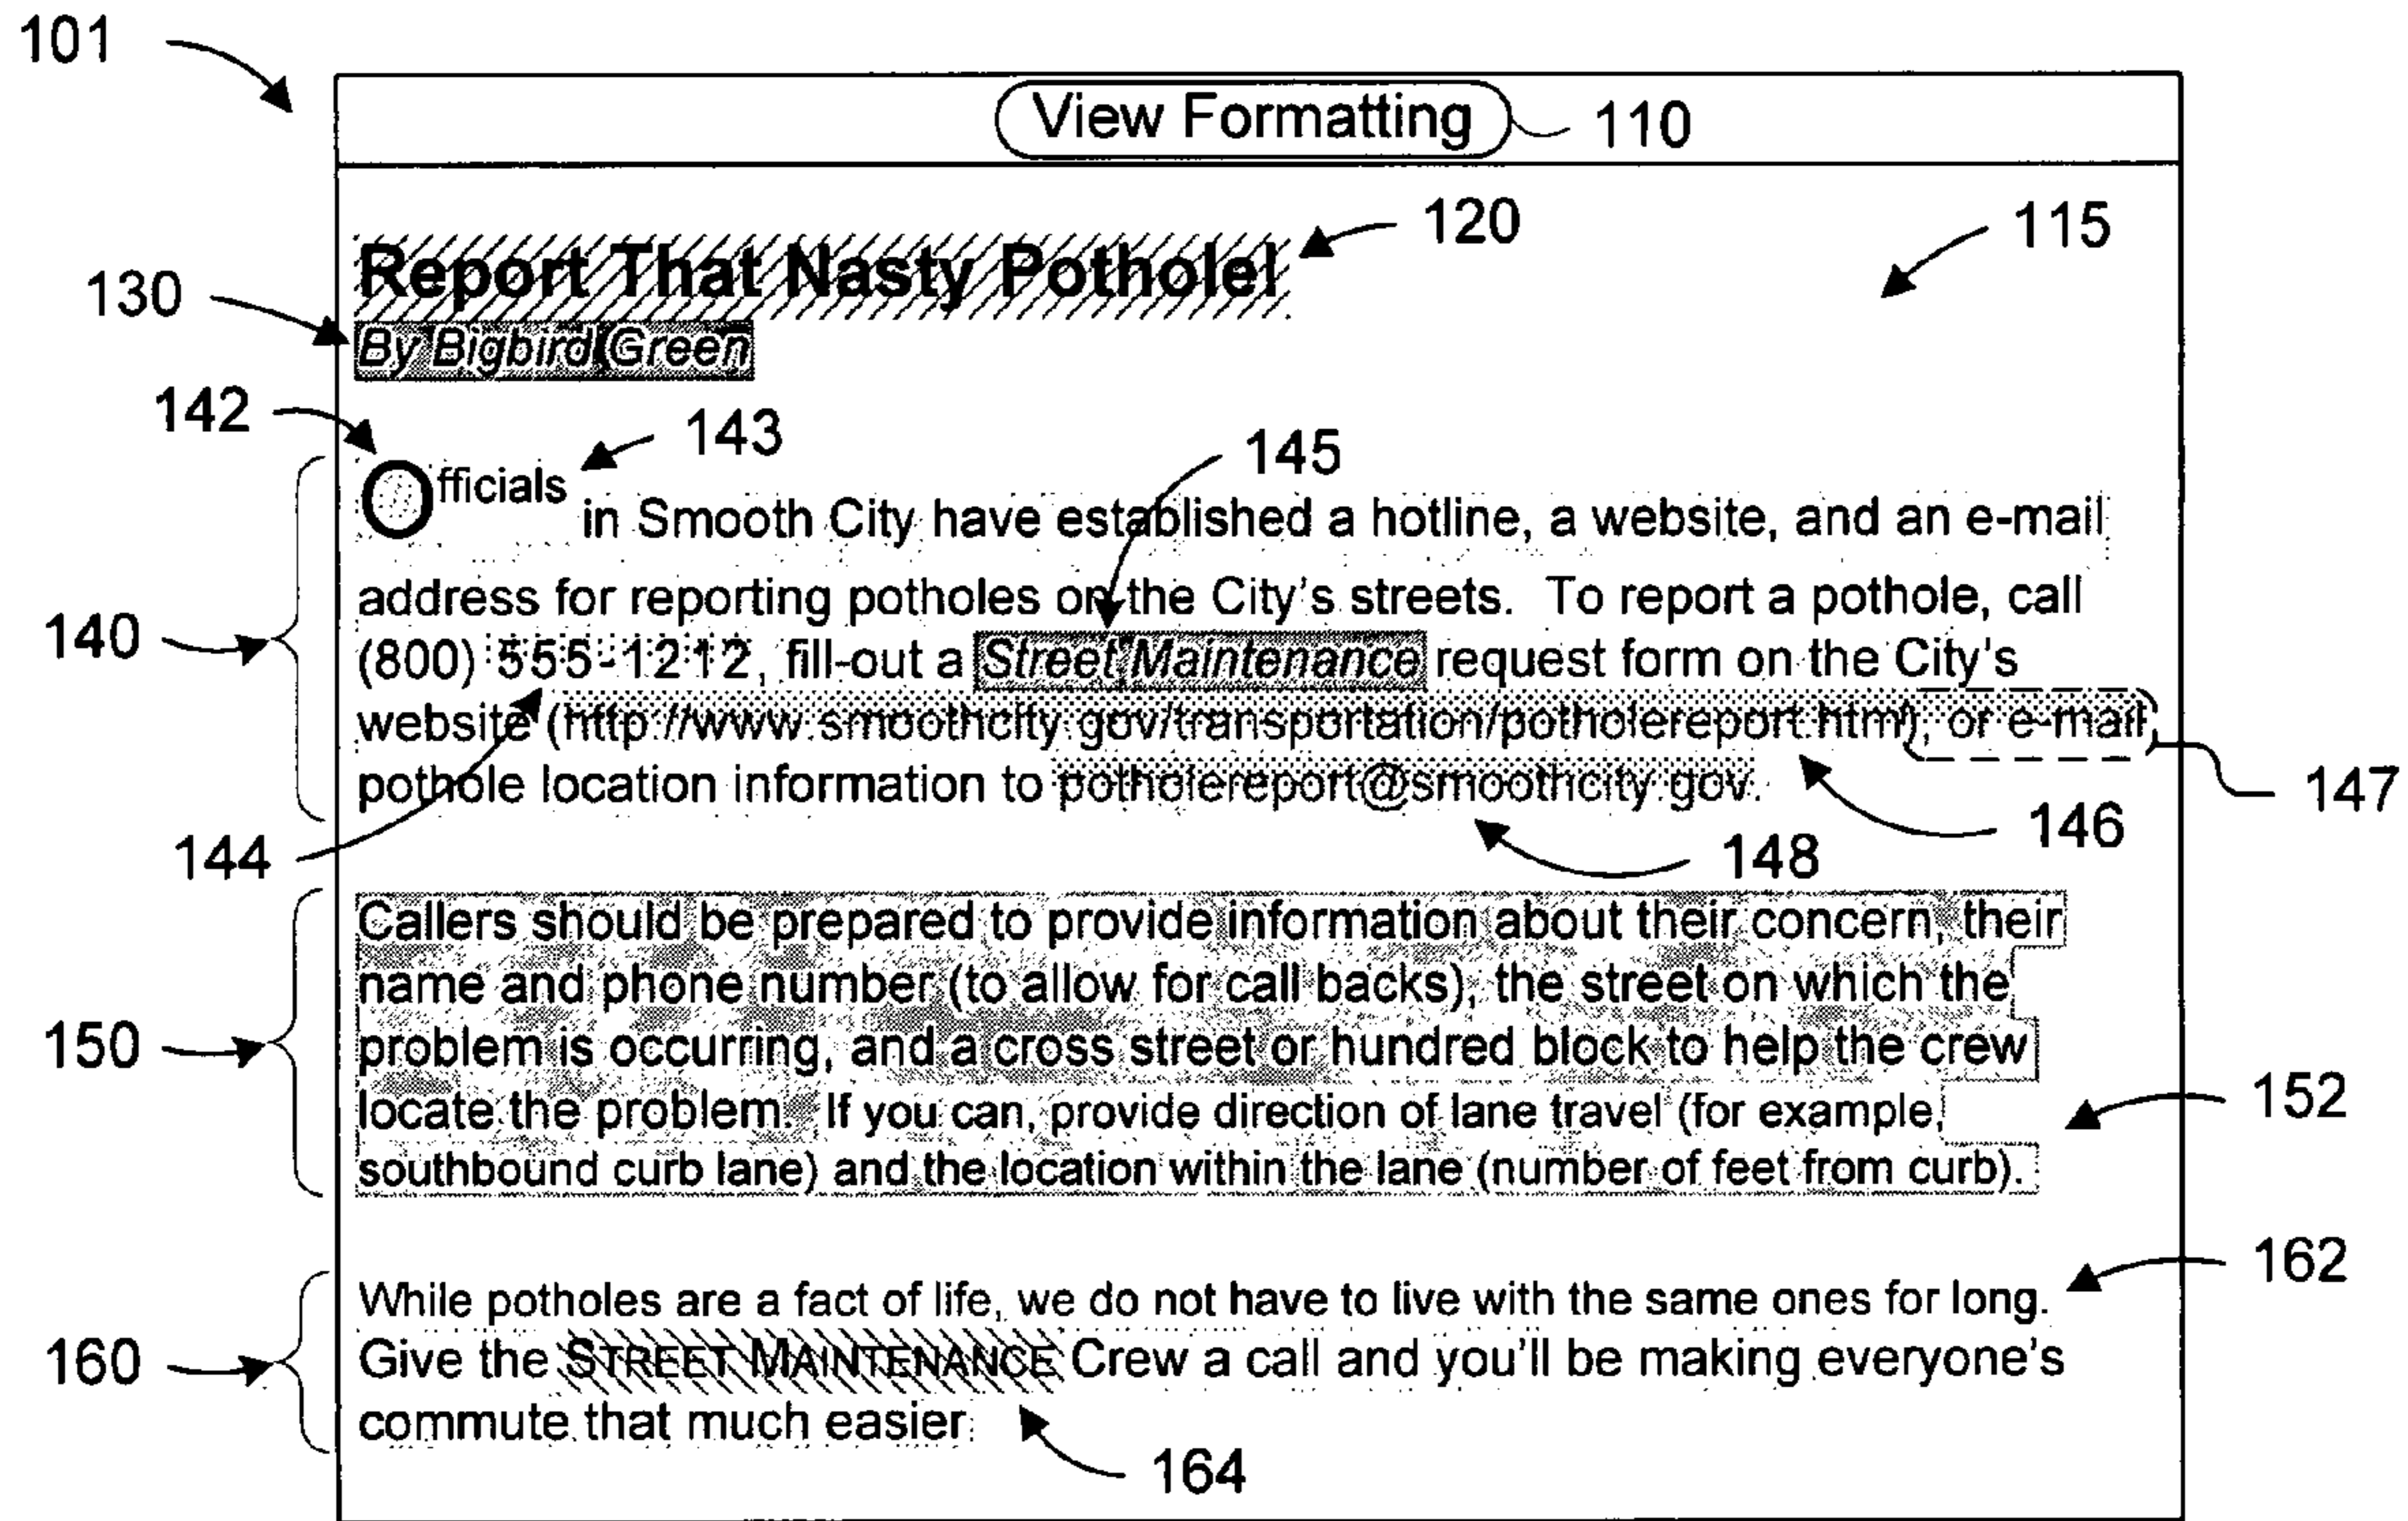 101
View Formatting
110
120
115
Report That Nasty Pothole!
130
By Bigbird Green
142
143
145
Officials in Smooth City have established a hotline, a website, and an e-mail
address for reporting potholes on the City's streets. To report a pothole, call
140
(800) 555-1212, fill-out a Street Maintenance request form on the City's
website (http://www.smoothcity.gov/transportation/potholereport.html), or e-mail
147
pothole location information to potholereport@smoothcity.gov.
146
144
148
Callers should be prepared to provide information about their concern, their
name and phone number (to allow for call backs), the street on which the
150
problem is occurring, and a cross street or hundred block to help the crew
152
locate the problem. If you can, provide direction of lane travel (for example,
southbound curb lane) and the location within the lane (number of feet from curb).
162
While potholes are a fact of life, we do not have to live with the same ones for long.
160
Give the STREET MAINTENANCE Crew a call and you'll be making everyone's
commute that much easier
164